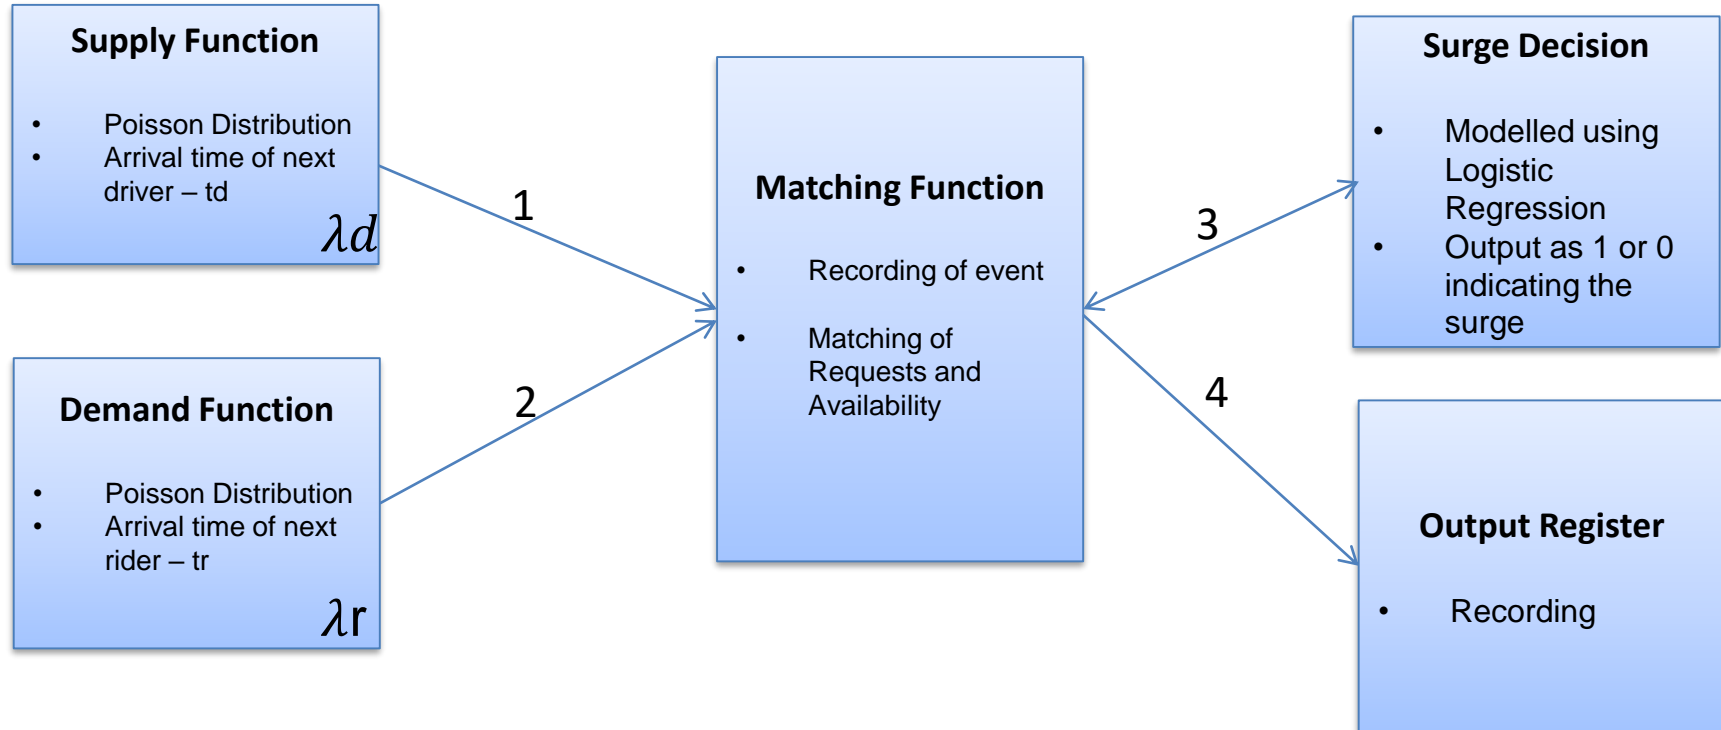 Supply Function
• Poisson Distribution
• Arrival time of next
driver – td
λd
1
Demand Function
• Poisson Distribution
• Arrival time of next
rider – tr
λr
2
Matching Function
• Recording of event
• Matching of
Requests and
Availability
3
Surge Decision
• Modelled using
Logistic
Regression
• Output as 1 or 0
indicating the
surge
4
Output Register
• Recording